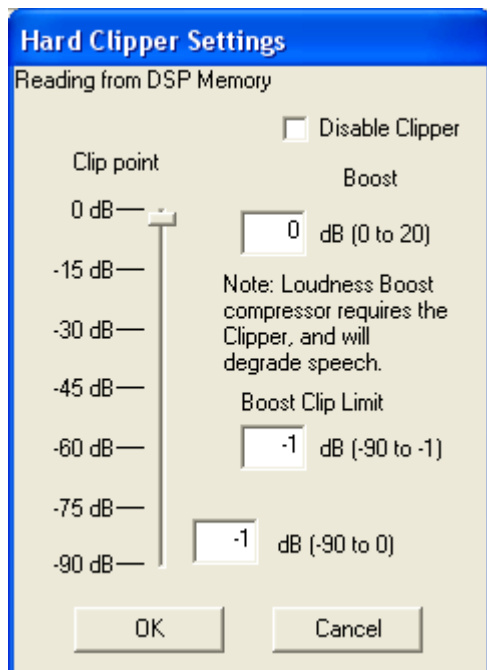 Hard Clipper Settings
Reading from DSP Memory
Disable Clipper
Clip point
Boost
0 dB
0 dB (0 to 20)
-15 dB
Note: Loudness Boost
compressor requires the
Clipper, and will
degrade speech.
-30 dB
-45 dB
Boost Clip Limit
-60 dB
-1 dB (-90 to -1)
-75 dB
-1 dB (-90 to 0)
-90 dB
OK
Cancel